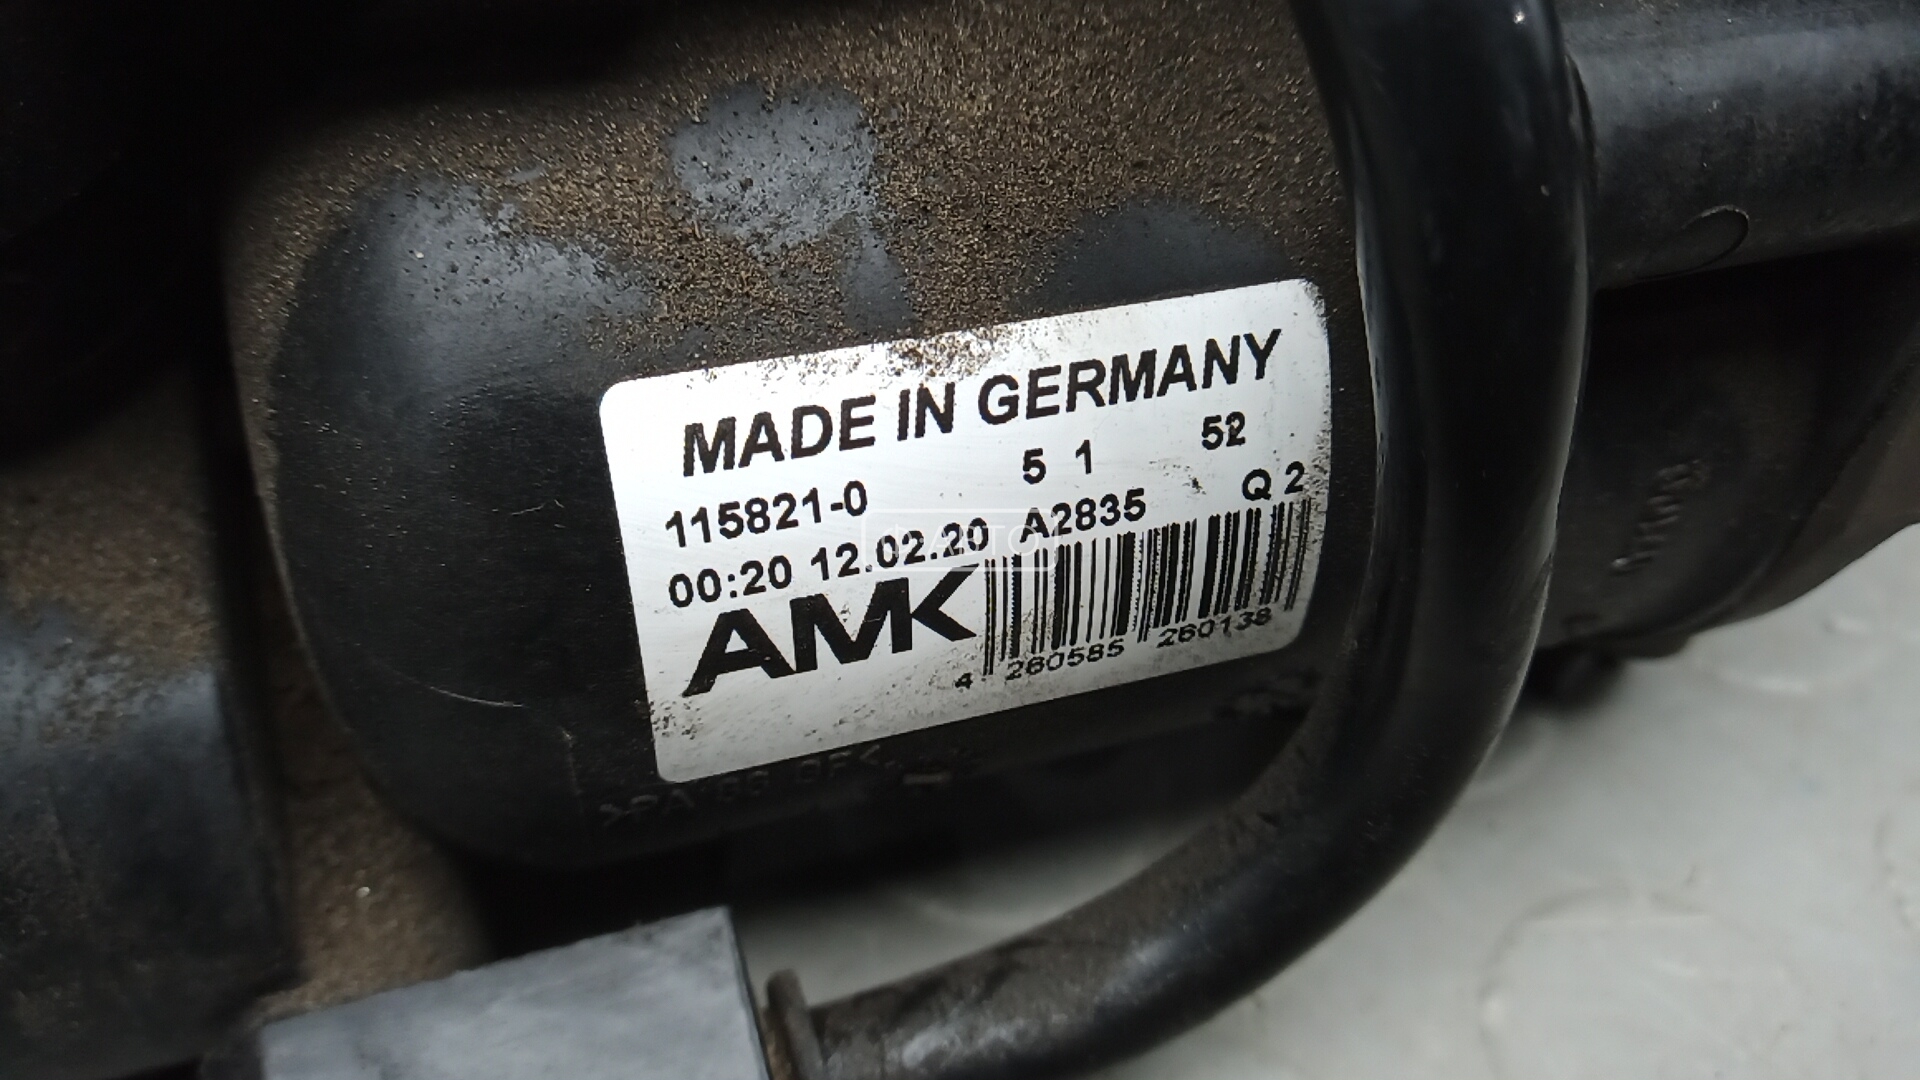 MADE IN GERMANY
115821-0 5 1 52
00:20 12.02.20 A2835 Q 2
AMK
4 260585 260138